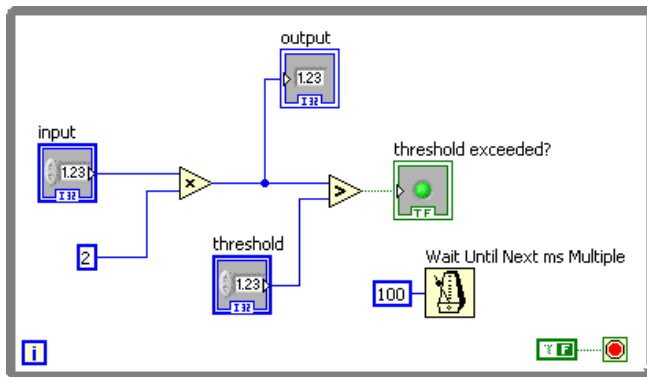 output
1.23
I32
input
1.23
I32
threshold exceeded?
TF
2
threshold
1.23
I32
Wait Until Next ms Multiple
100
i
F